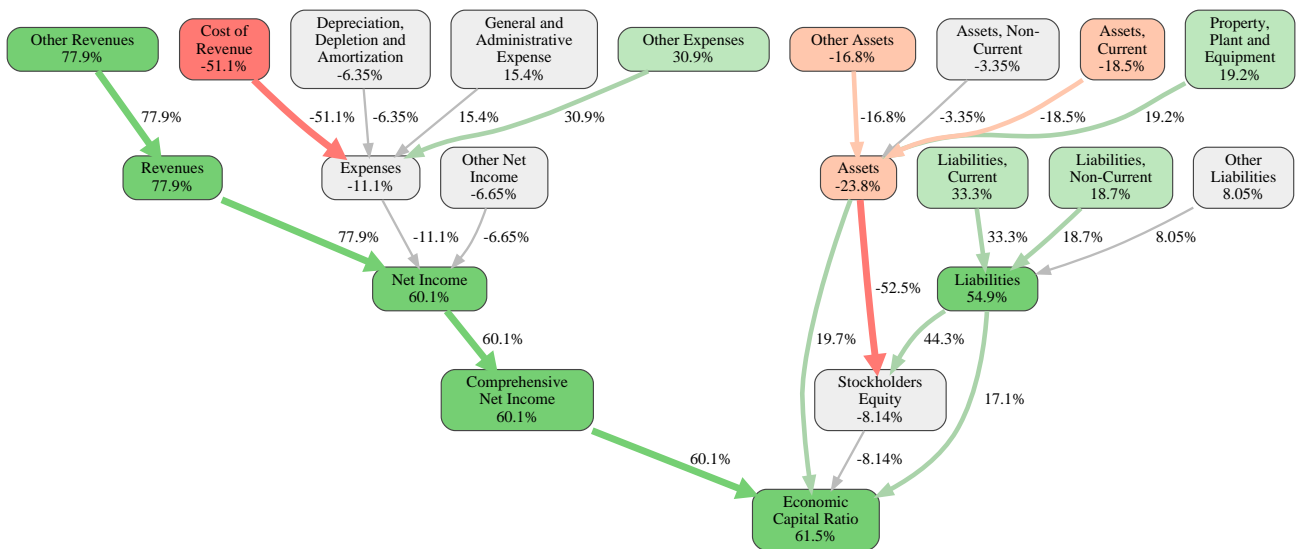 Other Revenues
77.9%
Cost of
Revenue
-51.1%
Depreciation,
Depletion and
Amortization
-6.35%
General and
Administrative
Expense
15.4%
Other Expenses
30.9%
Other Assets
-16.8%
Assets, Non-
Current
-3.35%
Assets,
Current
-18.5%
Property,
Plant and
Equipment
19.2%
77.9%
-51.1%
-6.35%
15.4%
30.9%
-16.8%
-3.35%
-18.5%
19.2%
Revenues
77.9%
Expenses
-11.1%
Other Net
Income
-6.65%
Assets
-23.8%
Liabilities,
Current
33.3%
Liabilities,
Non-Current
18.7%
Other
Liabilities
8.05%
77.9%
-11.1%
-6.65%
33.3%
18.7%
8.05%
Net Income
60.1%
-52.5%
Liabilities
54.9%
60.1%
19.7%
44.3%
Comprehensive
Net Income
60.1%
Stockholders
Equity
-8.14%
17.1%
60.1%
-8.14%
Economic
Capital Ratio
61.5%